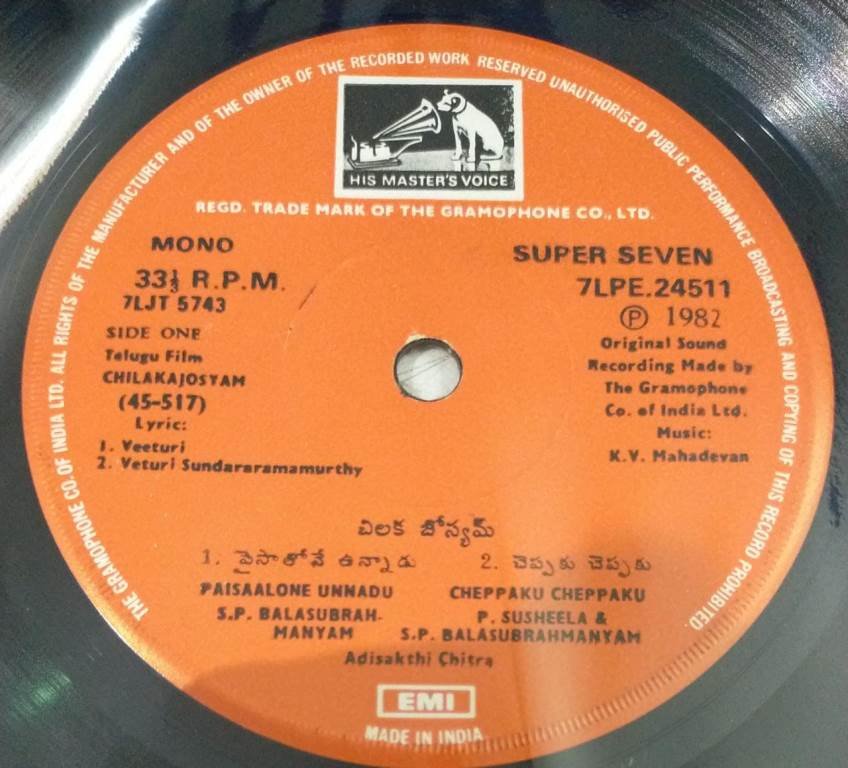 THE GRAMOPHONE CO. OF INDIA LTD. ALL RIGHTS OF THE MANUFACTURER AND OF THE OWNER OF THE RECORDED WORK RESERVED UNAUTHORISED PUBLIC PERFORMANCE BROADCASTING AND COPYING OF THIS RECORD PROHIBITED.
HIS MASTER'S VOICE
REGD. TRADE MARK OF THE GRAMOPHONE CO., LTD.
MONO
33⅓ R.P.M.
7LJT 5743
SIDE ONE
Telugu Film
CHILAKAJOSYAM
(45-517)
Lyric:
1. Veeturi
2. Veturi Sundararamamurthy
SUPER SEVEN
7LPE.24511
Ⓟ 1982
Original Sound
Recording Made by
The Gramophone
Co. of India Ltd.
Music:
K.V. Mahadevan
చిలక జోస్యమ్
1. పైసాలోనే ఉన్నాడు 2. చెప్పకు చెప్పకు
PAISAALONE UNNADU CHEPPAKU CHEPPAKU
S.P. BALASUBRAH- P. SUSHEELA &
MANYAM S.P. BALASUBRAHMANYAM
Adisakthi Chitra
EMI
MADE IN INDIA